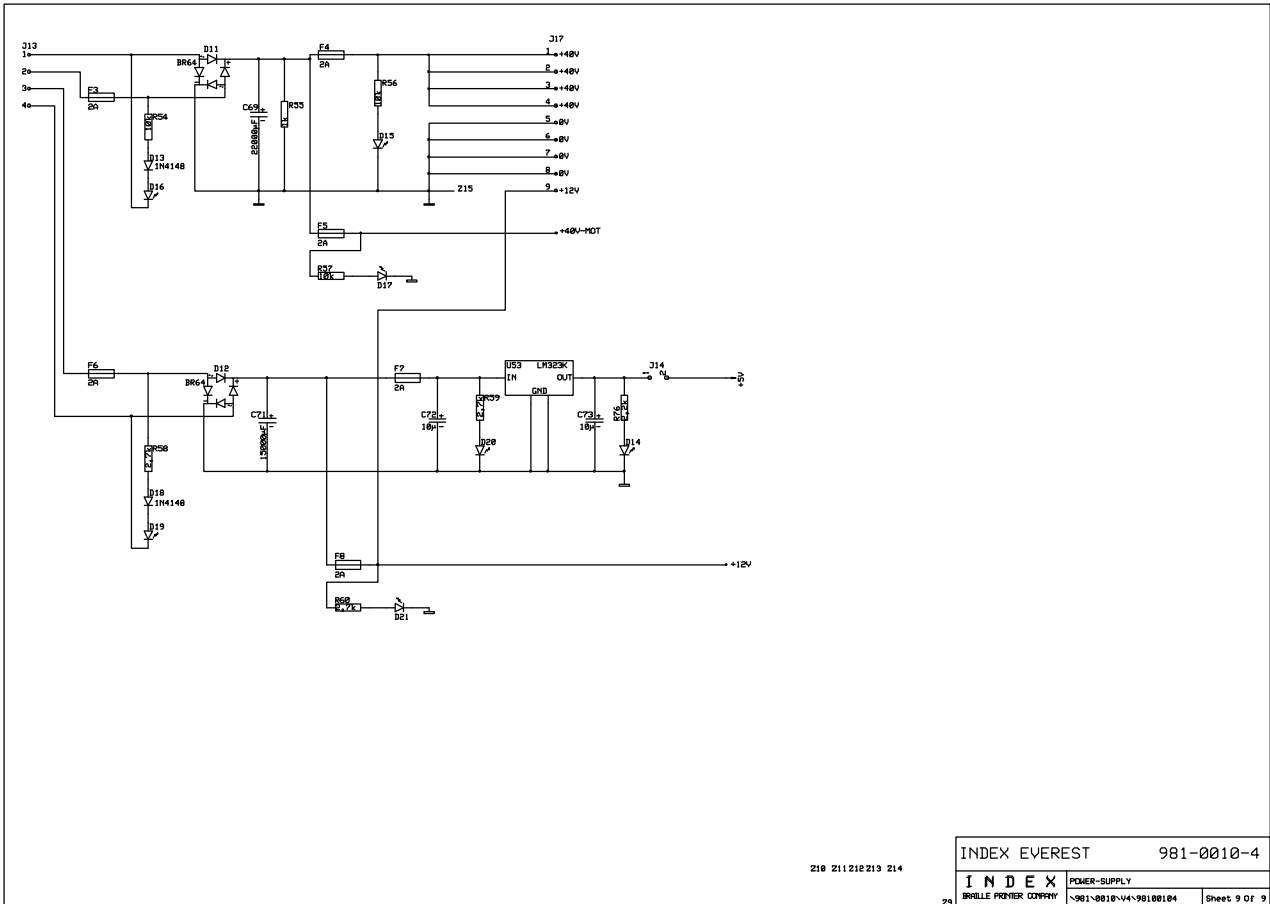 J13
1
2
3
4
F3
2A
R54
10k
D13
1N4148
D16
D11
BR64
C69
+
22000µF
R55
1k
F4
2A
R56
10k
D15
Z15
J17
1 +40V
2 +40V
3 +40V
4 +40V
5 0V
6 0V
7 0V
8 0V
9 +12V
F5
2A
+40V-MOT
R57
10k
D17
F6
2A
D12
BR64
R58
2,7k
D18
1N4148
D19
C71
+
15000µF
F7
2A
C72
+
10µ
R59
2,7k
D20
U53 LM323K
IN OUT
GND
C73
+
10µ
R76
2,2k
D14
J14
1 2
+5V
F8
2A
+12V
R60
2,7k
D21
Z10 Z11 Z12 Z13 Z14
Z9
INDEX EVEREST 981-0010-4
INDEX
BRAILLE PRINTER COMPANY
POWER-SUPPLY
\981\0010\V4\98100104
Sheet 9 Of 9